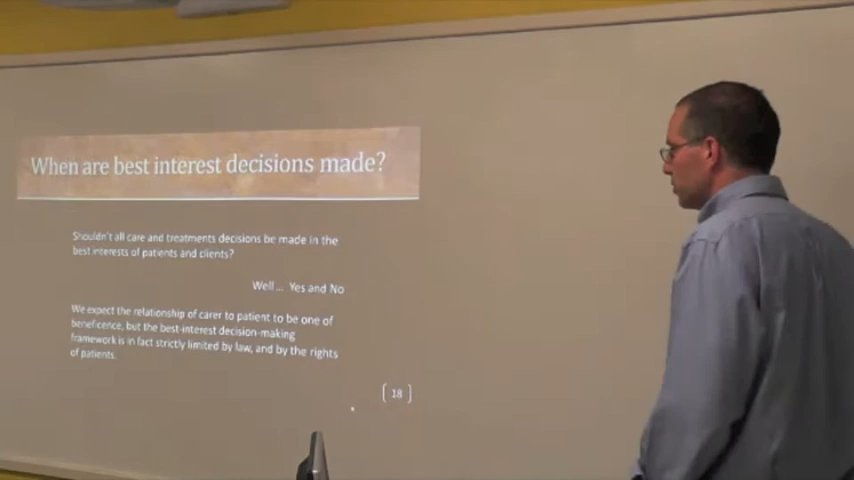 When are best interest decisions made?
Shouldn't all care and treatments decisions be made in the
best interests of patients and clients?
Well... Yes and No
We expect the relationship of carer to patient to be one of
beneficence, but the best-interest decision-making
framework is in fact strictly limited by law, and by the rights
of patients.
18